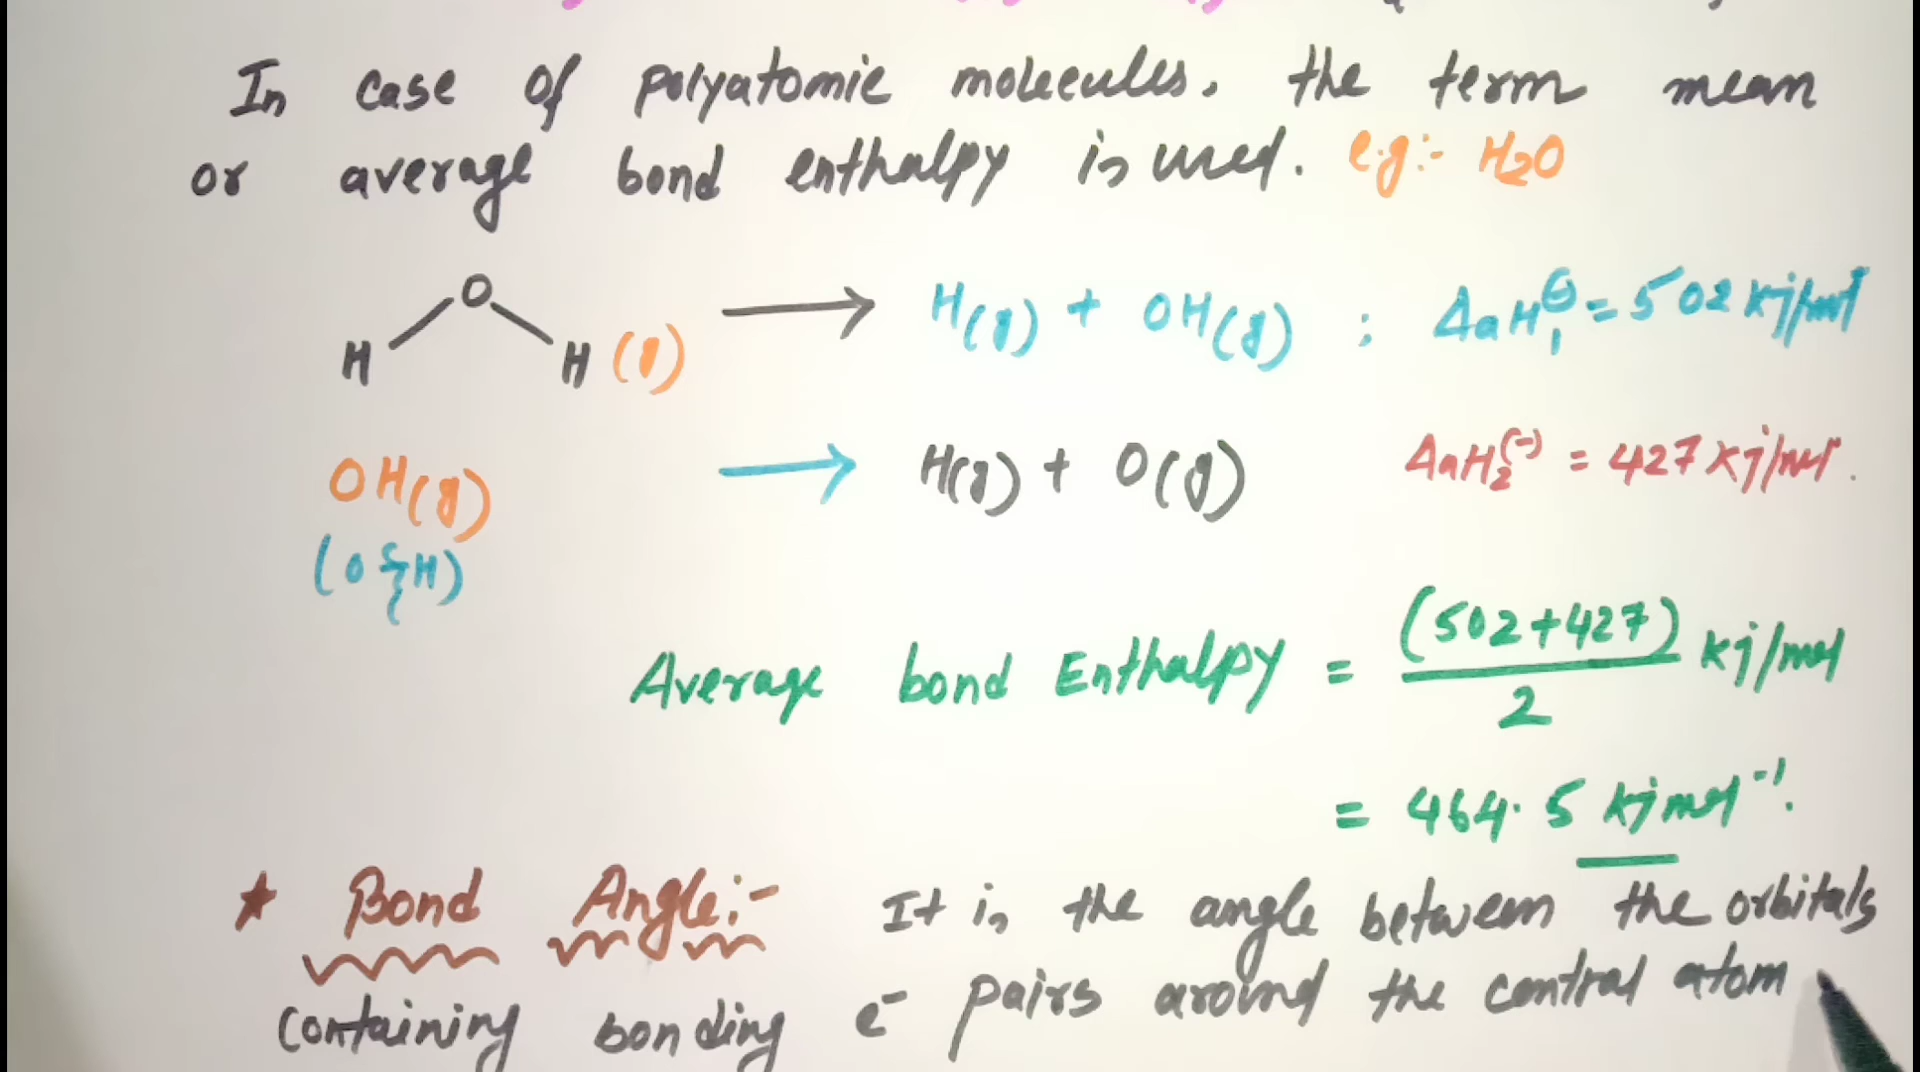 In case of polyatomic molecules, the term mean
or average bond enthalpy is used. e.g:- H2O
O
H H (g) → H(g) + OH(g) ; ΔaH1⊖ = 502 kj/mol
OH(g) → H(g) + O(g) ΔaH2(-) = 427 kj/mol.
(O H)
Average bond Enthalpy = (502+427) kj/mol
2
= 464.5 kjmol-1.
★ Bond Angle:- It is the angle between the orbitals
containing bonding e- pairs around the central atom